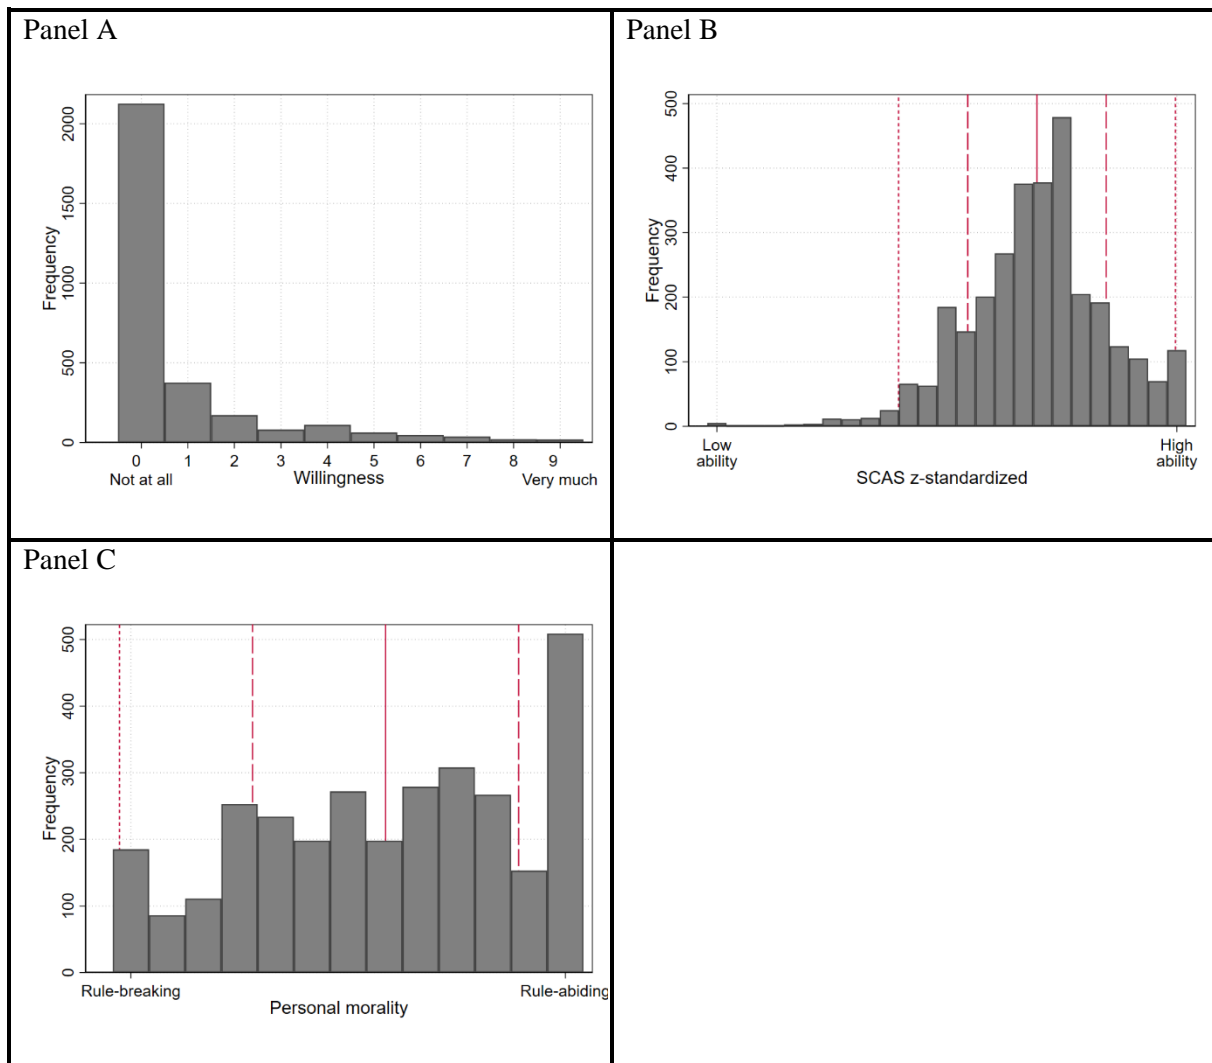 Panel A
2000
1500
1000
500
0
Frequency
0 1 2 3 4 5 6 7 8 9
Not at all Willingness Very much
Panel B
500
400
300
200
100
0
Frequency
Low ability
High ability
SCAS z-standardized
Panel C
500
400
300
200
100
0
Frequency
Rule-breaking Rule-abiding
Personal morality